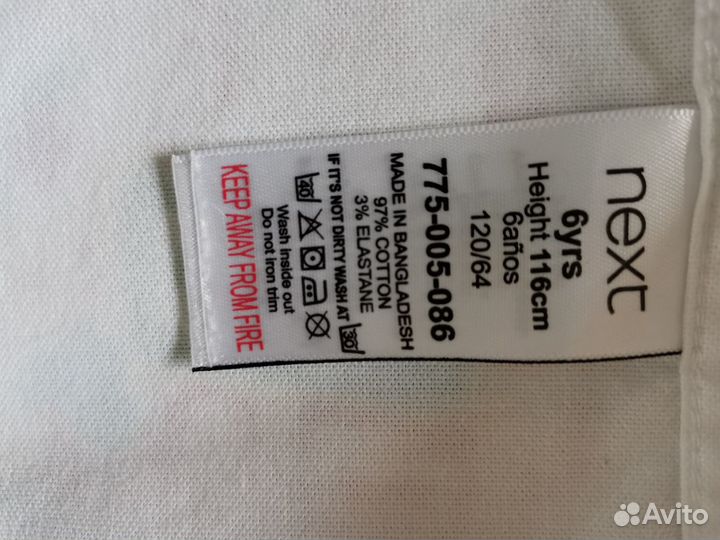 next
6yrs
Height 116cm
6años
120/64
775-005-086
MADE IN BANGLADESH
97% COTTON
3% ELASTANE
IF IT'S NOT DIRTY WASH AT 30
40
Wash inside out
Do not iron trim
KEEP AWAY FROM FIRE
Avito